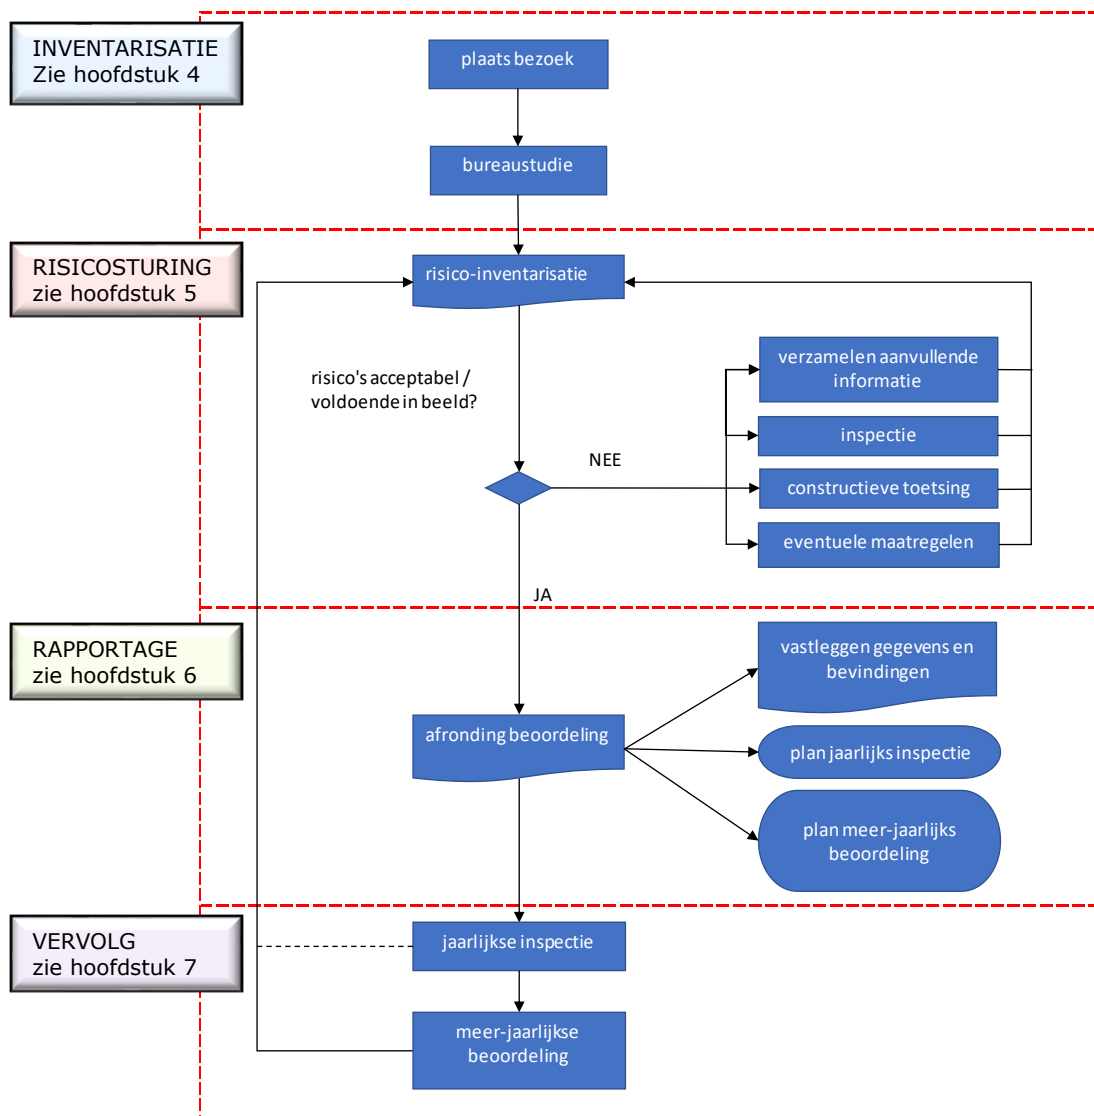 INVENTARISATIE
Zie hoofdstuk 4
plaats bezoek
bureaustudie
RISICOSTURING
zie hoofdstuk 5
risico-inventarisatie
risico's acceptabel /
voldoende in beeld?
NEE
verzamelen aanvullende
informatie
inspectie
constructieve toetsing
eventuele maatregelen
JA
RAPPORTAGE
zie hoofdstuk 6
afronding beoordeling
vastleggen gegevens en
bevindingen
plan jaarlijks inspectie
plan meer-jaarlijks
beoordeling
VERVOLG
zie hoofdstuk 7
jaarlijkse inspectie
meer-jaarlijkse
beoordeling